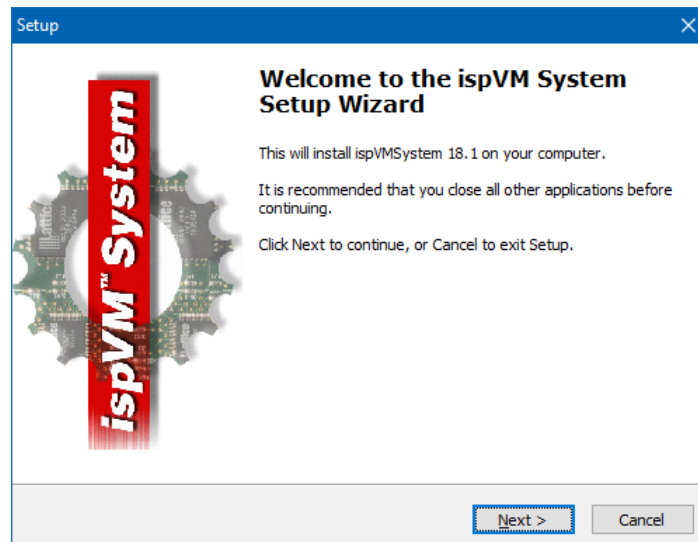 Setup
Welcome to the ispVM System
Setup Wizard
This will install ispVMSystem 18.1 on your computer.
It is recommended that you close all other applications before
continuing.
Click Next to continue, or Cancel to exit Setup.
ispVM™ System
Next >
Cancel